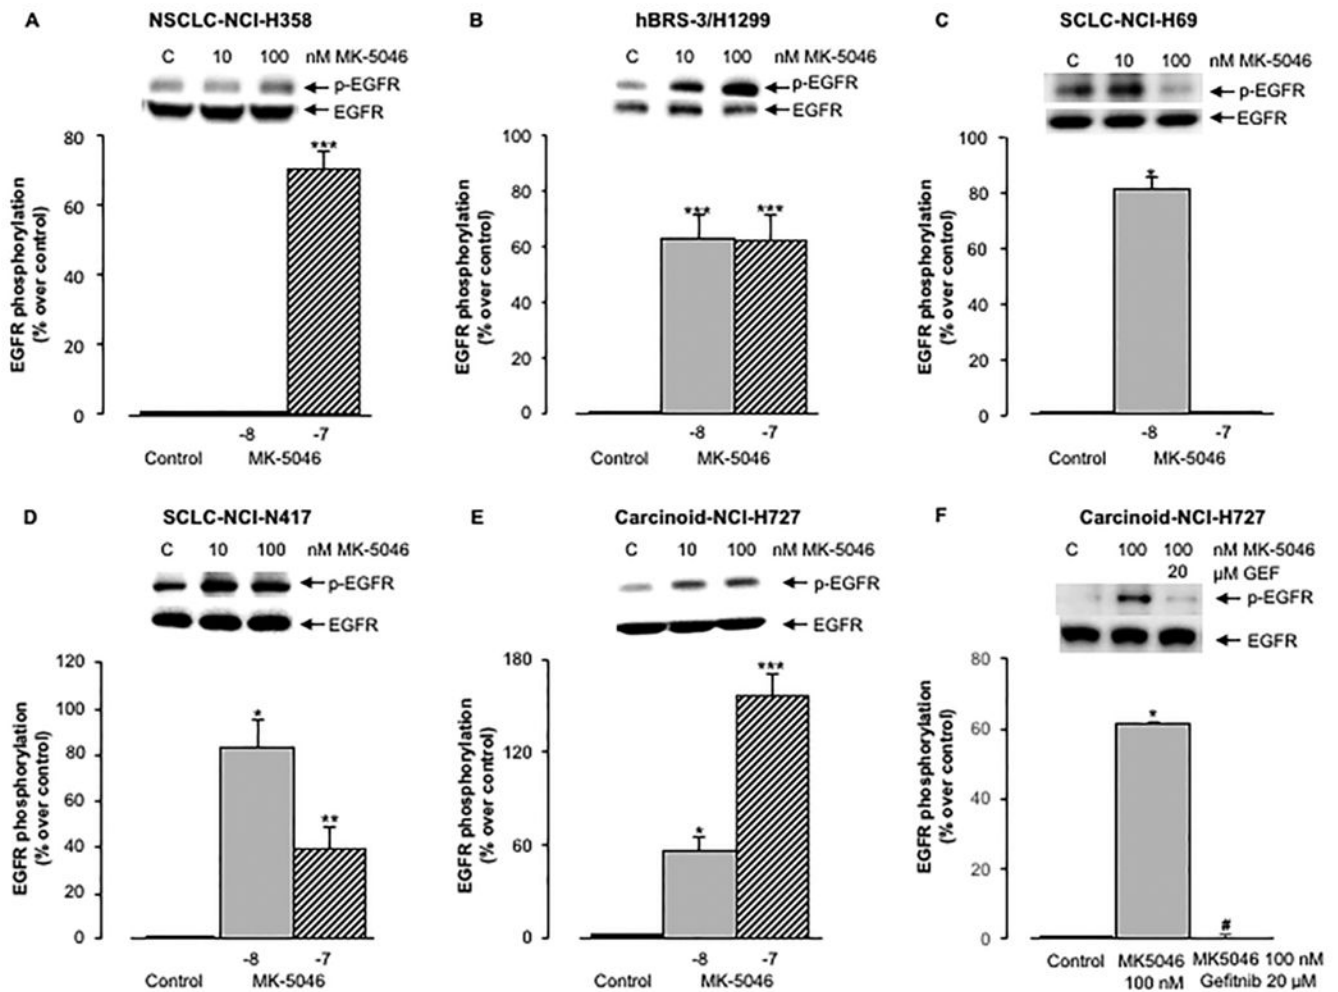 A NSCLC-NCI-H358
C 10 100 nM MK-5046
p-EGFR
EGFR
EGFR phosphorylation
(% over control)
80
60
40
20
0
***
-8 -7
Control MK-5046
B hBRS-3/H1299
C 10 100 nM MK-5046
p-EGFR
EGFR
EGFR phosphorylation
(% over control)
100
80
60
40
20
0
*** ***
-8 -7
Control MK-5046
C SCLC-NCI-H69
C 10 100 nM MK-5046
p-EGFR
EGFR
EGFR phosphorylation
(% over control)
100
80
60
40
20
0
*
-8 -7
Control MK-5046
D SCLC-NCI-N417
C 10 100 nM MK-5046
p-EGFR
EGFR
EGFR phosphorylation
(% over control)
120
100
80
60
40
20
0
* **
-8 -7
Control MK-5046
E Carcinoid-NCI-H727
C 10 100 nM MK-5046
p-EGFR
EGFR
EGFR phosphorylation
(% over control)
180
120
60
0
* ***
-8 -7
Control MK-5046
F Carcinoid-NCI-H727
C 100 100 nM MK-5046
20 µM GEF
p-EGFR
EGFR
EGFR phosphorylation
(% over control)
80
60
40
20
0
* #
Control MK5046 MK5046 100 nM
100 nM Gefitnib 20 µM